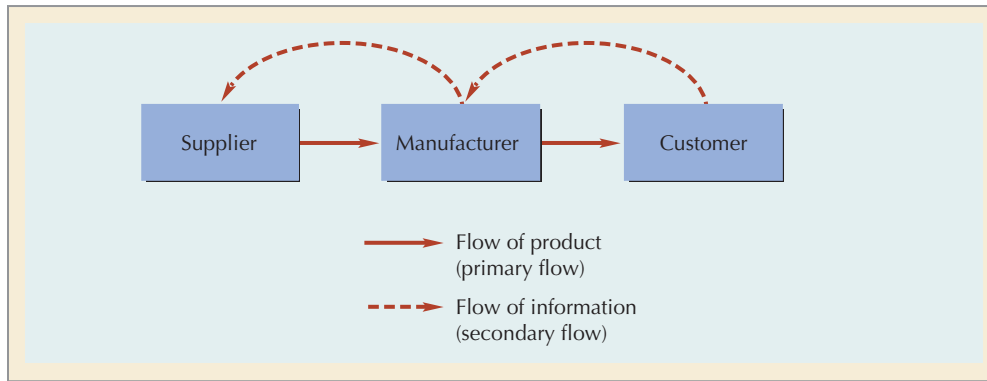 Supplier
Manufacturer
Customer
Flow of product
(primary flow)
Flow of information
(secondary flow)